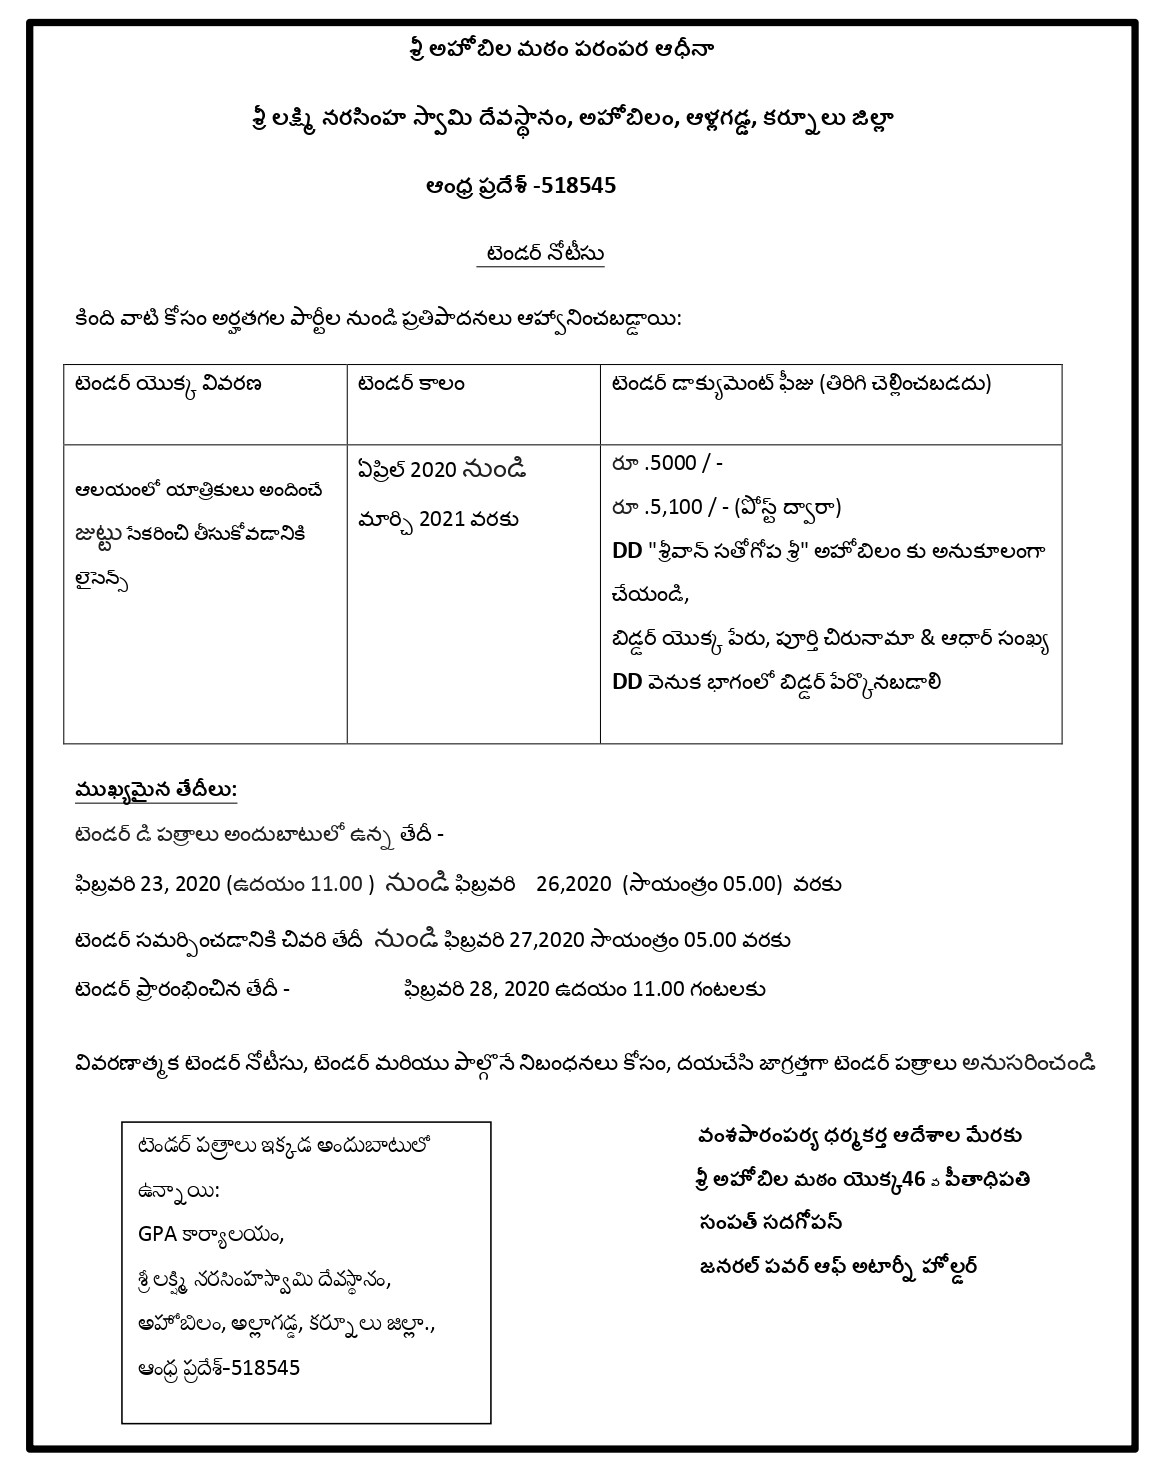 శ్రీ అహోబిల మఠం పరంపర ఆధీనా
శ్రీ లక్ష్మి నరసింహ స్వామి దేవస్థానం, అహోబిలం, ఆళ్లగడ్డ, కర్నూలు జిల్లా
ఆంధ్ర ప్రదేశ్ -518545
టెండర్ నోటీసు
కింది వాటి కోసం అర్హతగల పార్టీల నుండి ప్రతిపాదనలు ఆహ్వానించబడ్డాయి:
టెండర్ యొక్క వివరణ
టెండర్ కాలం
టెండర్ డాక్యుమెంట్ ఫీజు (తిరిగి చెల్లించబడదు)
ఆలయంలో యాత్రికులు అందించే
జుట్టు సేకరించి తీసుకోవడానికి
లైసెన్స్
ఏప్రిల్ 2020 నుండి
మార్చి 2021 వరకు
రూ .5000 / -
రూ .5,100 / - (పోస్ట్ ద్వారా)
DD "శ్రీవాన్ సతోగోప శ్రీ" అహోబిలం కు అనుకూలంగా
చేయండి,
బిడ్డర్ యొక్క పేరు, పూర్తి చిరునామా & ఆధార్ సంఖ్య
DD వెనుక భాగంలో బిడ్డర్ పేర్కొనబడాలి
ముఖ్యమైన తేదీలు:
టెండర్ డి పత్రాలు అందుబాటులో ఉన్న తేదీ -
ఫిబ్రవరి 23, 2020 (ఉదయం 11.00 ) నుండి ఫిబ్రవరి 26,2020 (సాయంత్రం 05.00) వరకు
టెండర్ సమర్పించడానికి చివరి తేదీ నుండి ఫిబ్రవరి 27,2020 సాయంత్రం 05.00 వరకు
టెండర్ ప్రారంభించిన తేదీ - ఫిబ్రవరి 28, 2020 ఉదయం 11.00 గంటలకు
వివరణాత్మక టెండర్ నోటీసు, టెండర్ మరియు పాల్గొనే నిబంధనలు కోసం, దయచేసి జాగ్రత్తగా టెండర్ పత్రాలు అనుసరించండి
టెండర్ పత్రాలు ఇక్కడ అందుబాటులో
ఉన్నాయి:
GPA కార్యాలయం,
శ్రీ లక్ష్మి నరసింహస్వామి దేవస్థానం,
అహోబిలం, అల్లాగడ్డ, కర్నూలు జిల్లా.,
ఆంధ్ర ప్రదేశ్-518545
వంశపారంపర్య ధర్మకర్త ఆదేశాల మేరకు
శ్రీ అహోబిల మఠం యొక్క46 వ పీఠాధిపతి
సంపత్ సదగోపన్
జనరల్ పవర్ ఆఫ్ అటార్నీ హోల్డర్